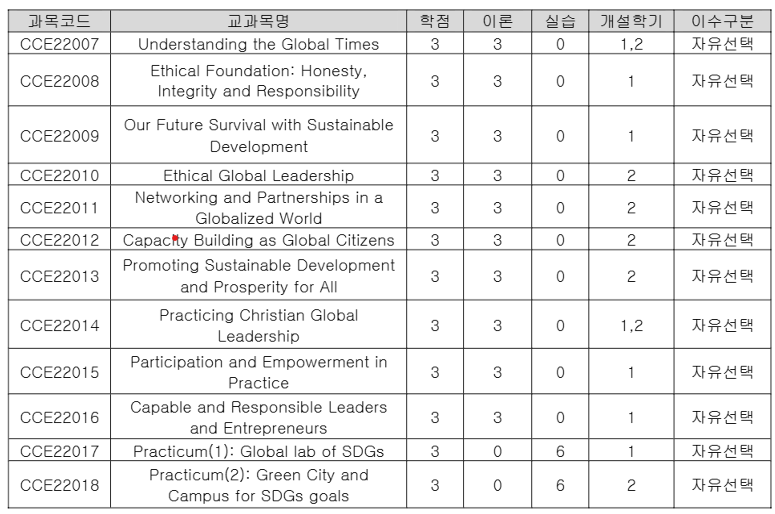 과목코드 교과목명 학점 이론 실습 개설학기 이수구분
CCE22007 Understanding the Global Times 3 3 0 1,2 자유선택
CCE22008 Ethical Foundation: Honesty, Integrity and Responsibility 3 3 0 1 자유선택
CCE22009 Our Future Survival with Sustainable Development 3 3 0 1 자유선택
CCE22010 Ethical Global Leadership 3 3 0 2 자유선택
CCE22011 Networking and Partnerships in a Globalized World 3 3 0 2 자유선택
CCE22012 Capacity Building as Global Citizens 3 3 0 2 자유선택
CCE22013 Promoting Sustainable Development and Prosperity for All 3 3 0 2 자유선택
CCE22014 Practicing Christian Global Leadership 3 3 0 1,2 자유선택
CCE22015 Participation and Empowerment in Practice 3 3 0 1 자유선택
CCE22016 Capable and Responsible Leaders and Entrepreneurs 3 3 0 1 자유선택
CCE22017 Practicum(1): Global lab of SDGs 3 0 6 1 자유선택
CCE22018 Practicum(2): Green City and Campus for SDGs goals 3 0 6 2 자유선택